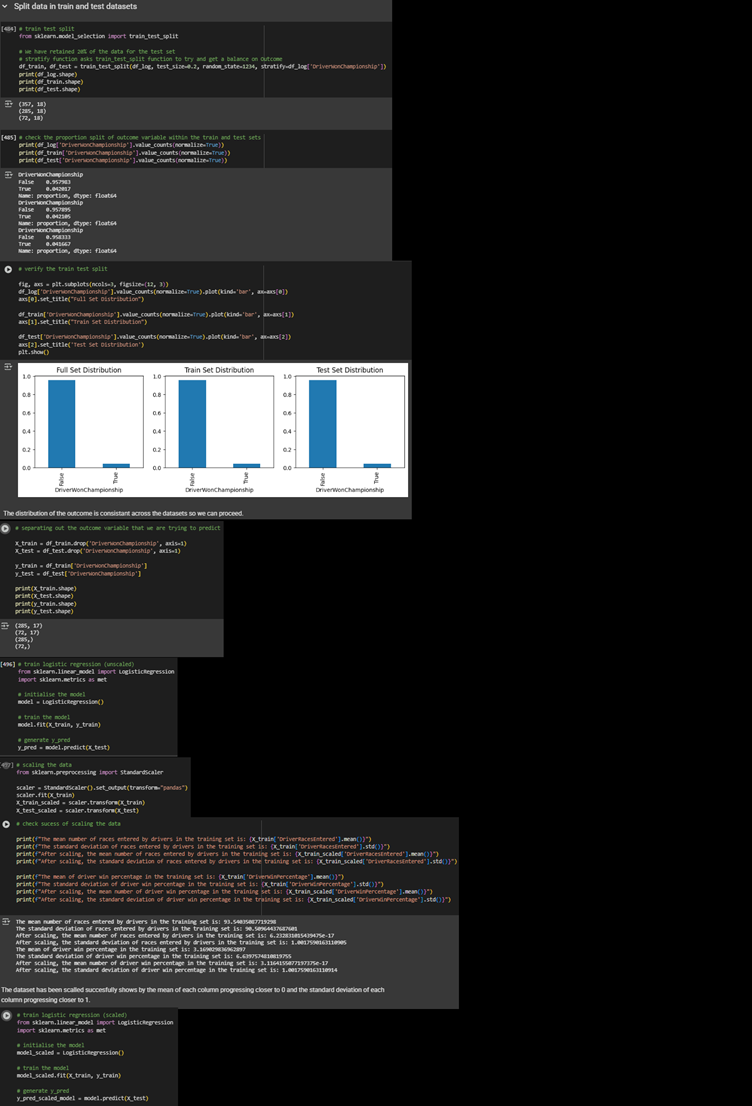 Split data in train and test datasets
[484] # train test split
from sklearn.model_selection import train_test_split
# we have retained 20% of the data for the test set
# stratify function asks train_test_split function to try and get a balance on Outcome
df_train, df_test = train_test_split(df_log, test_size=0.2, random_state=1234, stratify=df_log['DriverWonChampionship'])
print(df_log.shape)
print(df_train.shape)
print(df_test.shape)
(357, 18)
(285, 18)
(72, 18)
[485] # check the proportion split of outcome variable within the train and test sets
print(df_log['DriverWonChampionship'].value_counts(normalize=True))
print(df_train['DriverWonChampionship'].value_counts(normalize=True))
print(df_test['DriverWonChampionship'].value_counts(normalize=True))
DriverWonChampionship
False 0.957983
True 0.042017
Name: proportion, dtype: float64
DriverWonChampionship
False 0.957895
True 0.042105
Name: proportion, dtype: float64
DriverWonChampionship
False 0.958333
True 0.041667
Name: proportion, dtype: float64
# verify the train test split
fig, axs = plt.subplots(ncols=3, figsize=(12, 3))
df_log['DriverWonChampionship'].value_counts(normalize=True).plot(kind='bar', ax=axs[0])
axs[0].set_title("Full Set Distribution")
df_train['DriverWonChampionship'].value_counts(normalize=True).plot(kind='bar', ax=axs[1])
axs[1].set_title("Train Set Distribution")
df_test['DriverWonChampionship'].value_counts(normalize=True).plot(kind='bar', ax=axs[2])
axs[2].set_title('Test Set Distribution')
plt.show()
Full Set Distribution Train Set Distribution Test Set Distribution
1.0 1.0 1.0
0.8 0.8 0.8
0.6 0.6 0.6
0.4 0.4 0.4
0.2 0.2 0.2
0.0 0.0 0.0
False True False True False True
DriverWonChampionship DriverWonChampionship DriverWonChampionship
The distribution of the outcome is consistant across the datasets so we can proceed.
# separating out the outcome variable that we are trying to predict
X_train = df_train.drop('DriverWonChampionship', axis=1)
X_test = df_test.drop('DriverWonChampionship', axis=1)
y_train = df_train['DriverWonChampionship']
y_test = df_test['DriverWonChampionship']
print(X_train.shape)
print(X_test.shape)
print(y_train.shape)
print(y_test.shape)
(285, 17)
(72, 17)
(285,)
(72,)
[496] # train logistic regression (unscaled)
from sklearn.linear_model import LogisticRegression
import sklearn.metrics as met
# initialise the model
model = LogisticRegression()
# train the model
model.fit(X_train, y_train)
# generate y_pred
y_pred = model.predict(X_test)
# scaling the data
from sklearn.preprocessing import StandardScaler
scaler = StandardScaler().set_output(transform="pandas")
scaler.fit(X_train)
X_train_scaled = scaler.transform(X_train)
X_test_scaled = scaler.transform(X_test)
# check sucess of scaling the data
print(f"The mean number of races entered by drivers in the training set is: {X_train['DriverRacesEntered'].mean()}")
print(f"The standard deviation of races entered by drivers in the training set is: {X_train['DriverRacesEntered'].std()}")
print(f"After scaling, the mean number of races entered by drivers in the training set is: {X_train_scaled['DriverRacesEntered'].mean()}")
print(f"After scaling, the standard deviation of races entered by drivers in the training set is: {X_train_scaled['DriverRacesEntered'].std()}")
print(f"The mean of driver win percentage in the training set is: {X_train['DriverWinPercentage'].mean()}")
print(f"The standard deviation of driver win percentage in the training set is: {X_train['DriverWinPercentage'].std()}")
print(f"After scaling, the mean number of driver win percentage in the training set is: {X_train_scaled['DriverWinPercentage'].mean()}")
print(f"After scaling, the standard deviation of driver win percentage in the training set is: {X_train_scaled['DriverWinPercentage'].std()}")
The mean number of races entered by drivers in the training set is: 93.54035087719298
The standard deviation of races entered by drivers in the training set is: 90.50964437687601
After scaling, the mean number of races entered by drivers in the training set is: 6.232831015439475e-17
After scaling, the standard deviation of races entered by drivers in the training set is: 1.0017590163110905
The mean of driver win percentage in the training set is: 3.169029836962897
The standard deviation of driver win percentage in the training set is: 6.6397574810819755
After scaling, the mean number of driver win percentage in the training set is: 3.1164155077197375e-17
After scaling, the standard deviation of driver win percentage in the training set is: 1.0017590163110914
The dataset has been scalled succesfully shows by the mean of each column progressing closer to 0 and the standard deviation of each
column progressing closer to 1.
# train logistic regression (scaled)
from sklearn.linear_model import LogisticRegression
import sklearn.metrics as met
# initialise the model
model_scaled = LogisticRegression()
# train the model
model_scaled.fit(X_train, y_train)
# generate y_pred
y_pred_scaled_model = model.predict(X_test)